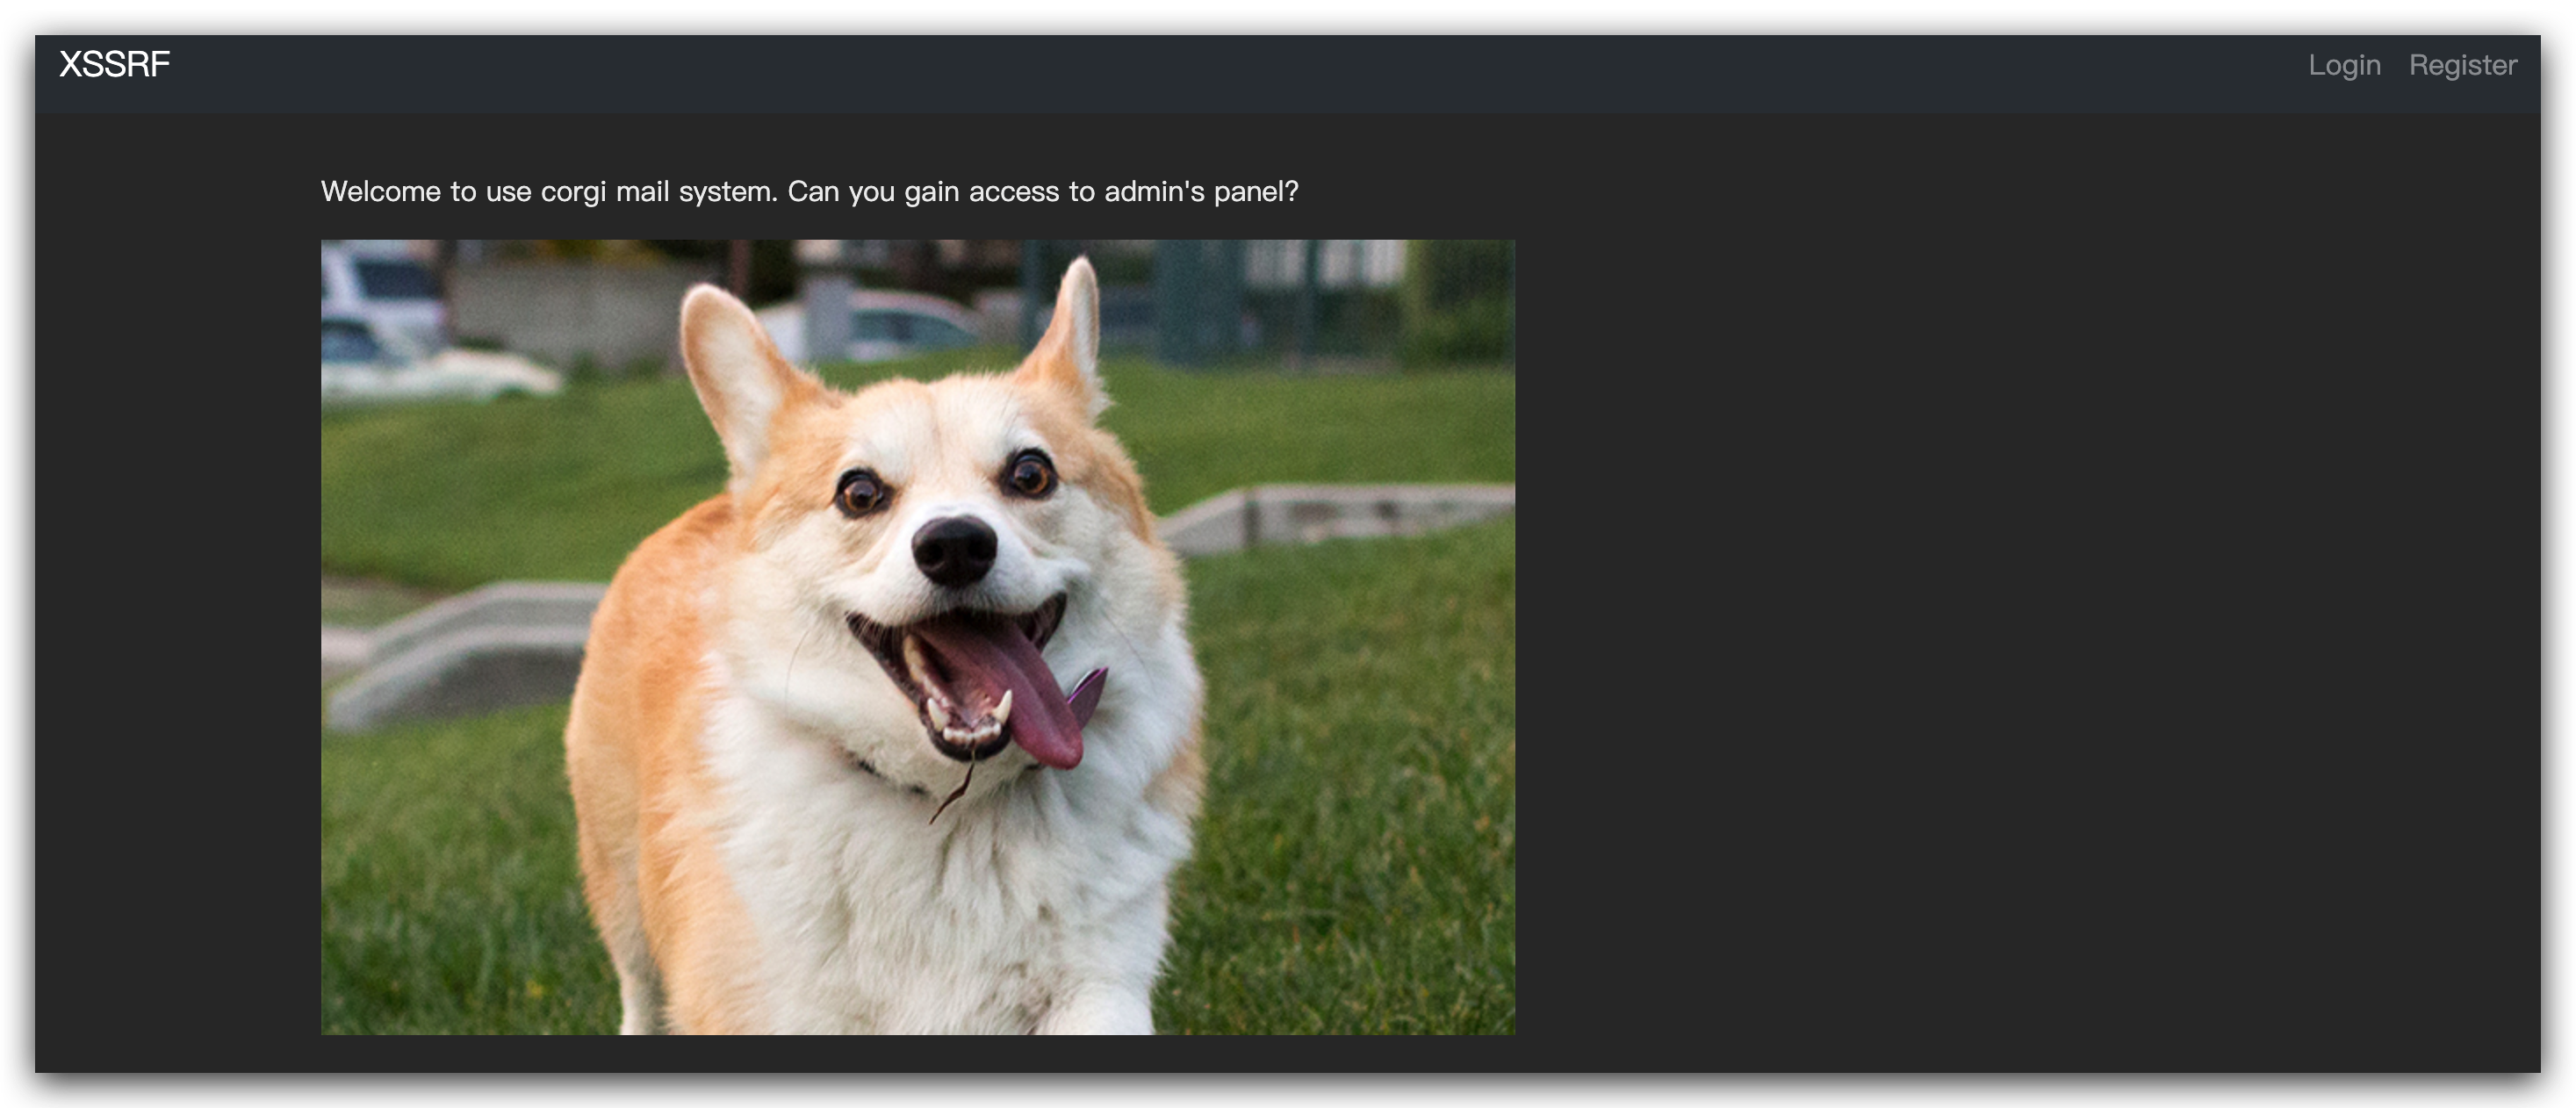 XSSRF
Login Register
Welcome to use corgi mail system. Can you gain access to admin's panel?